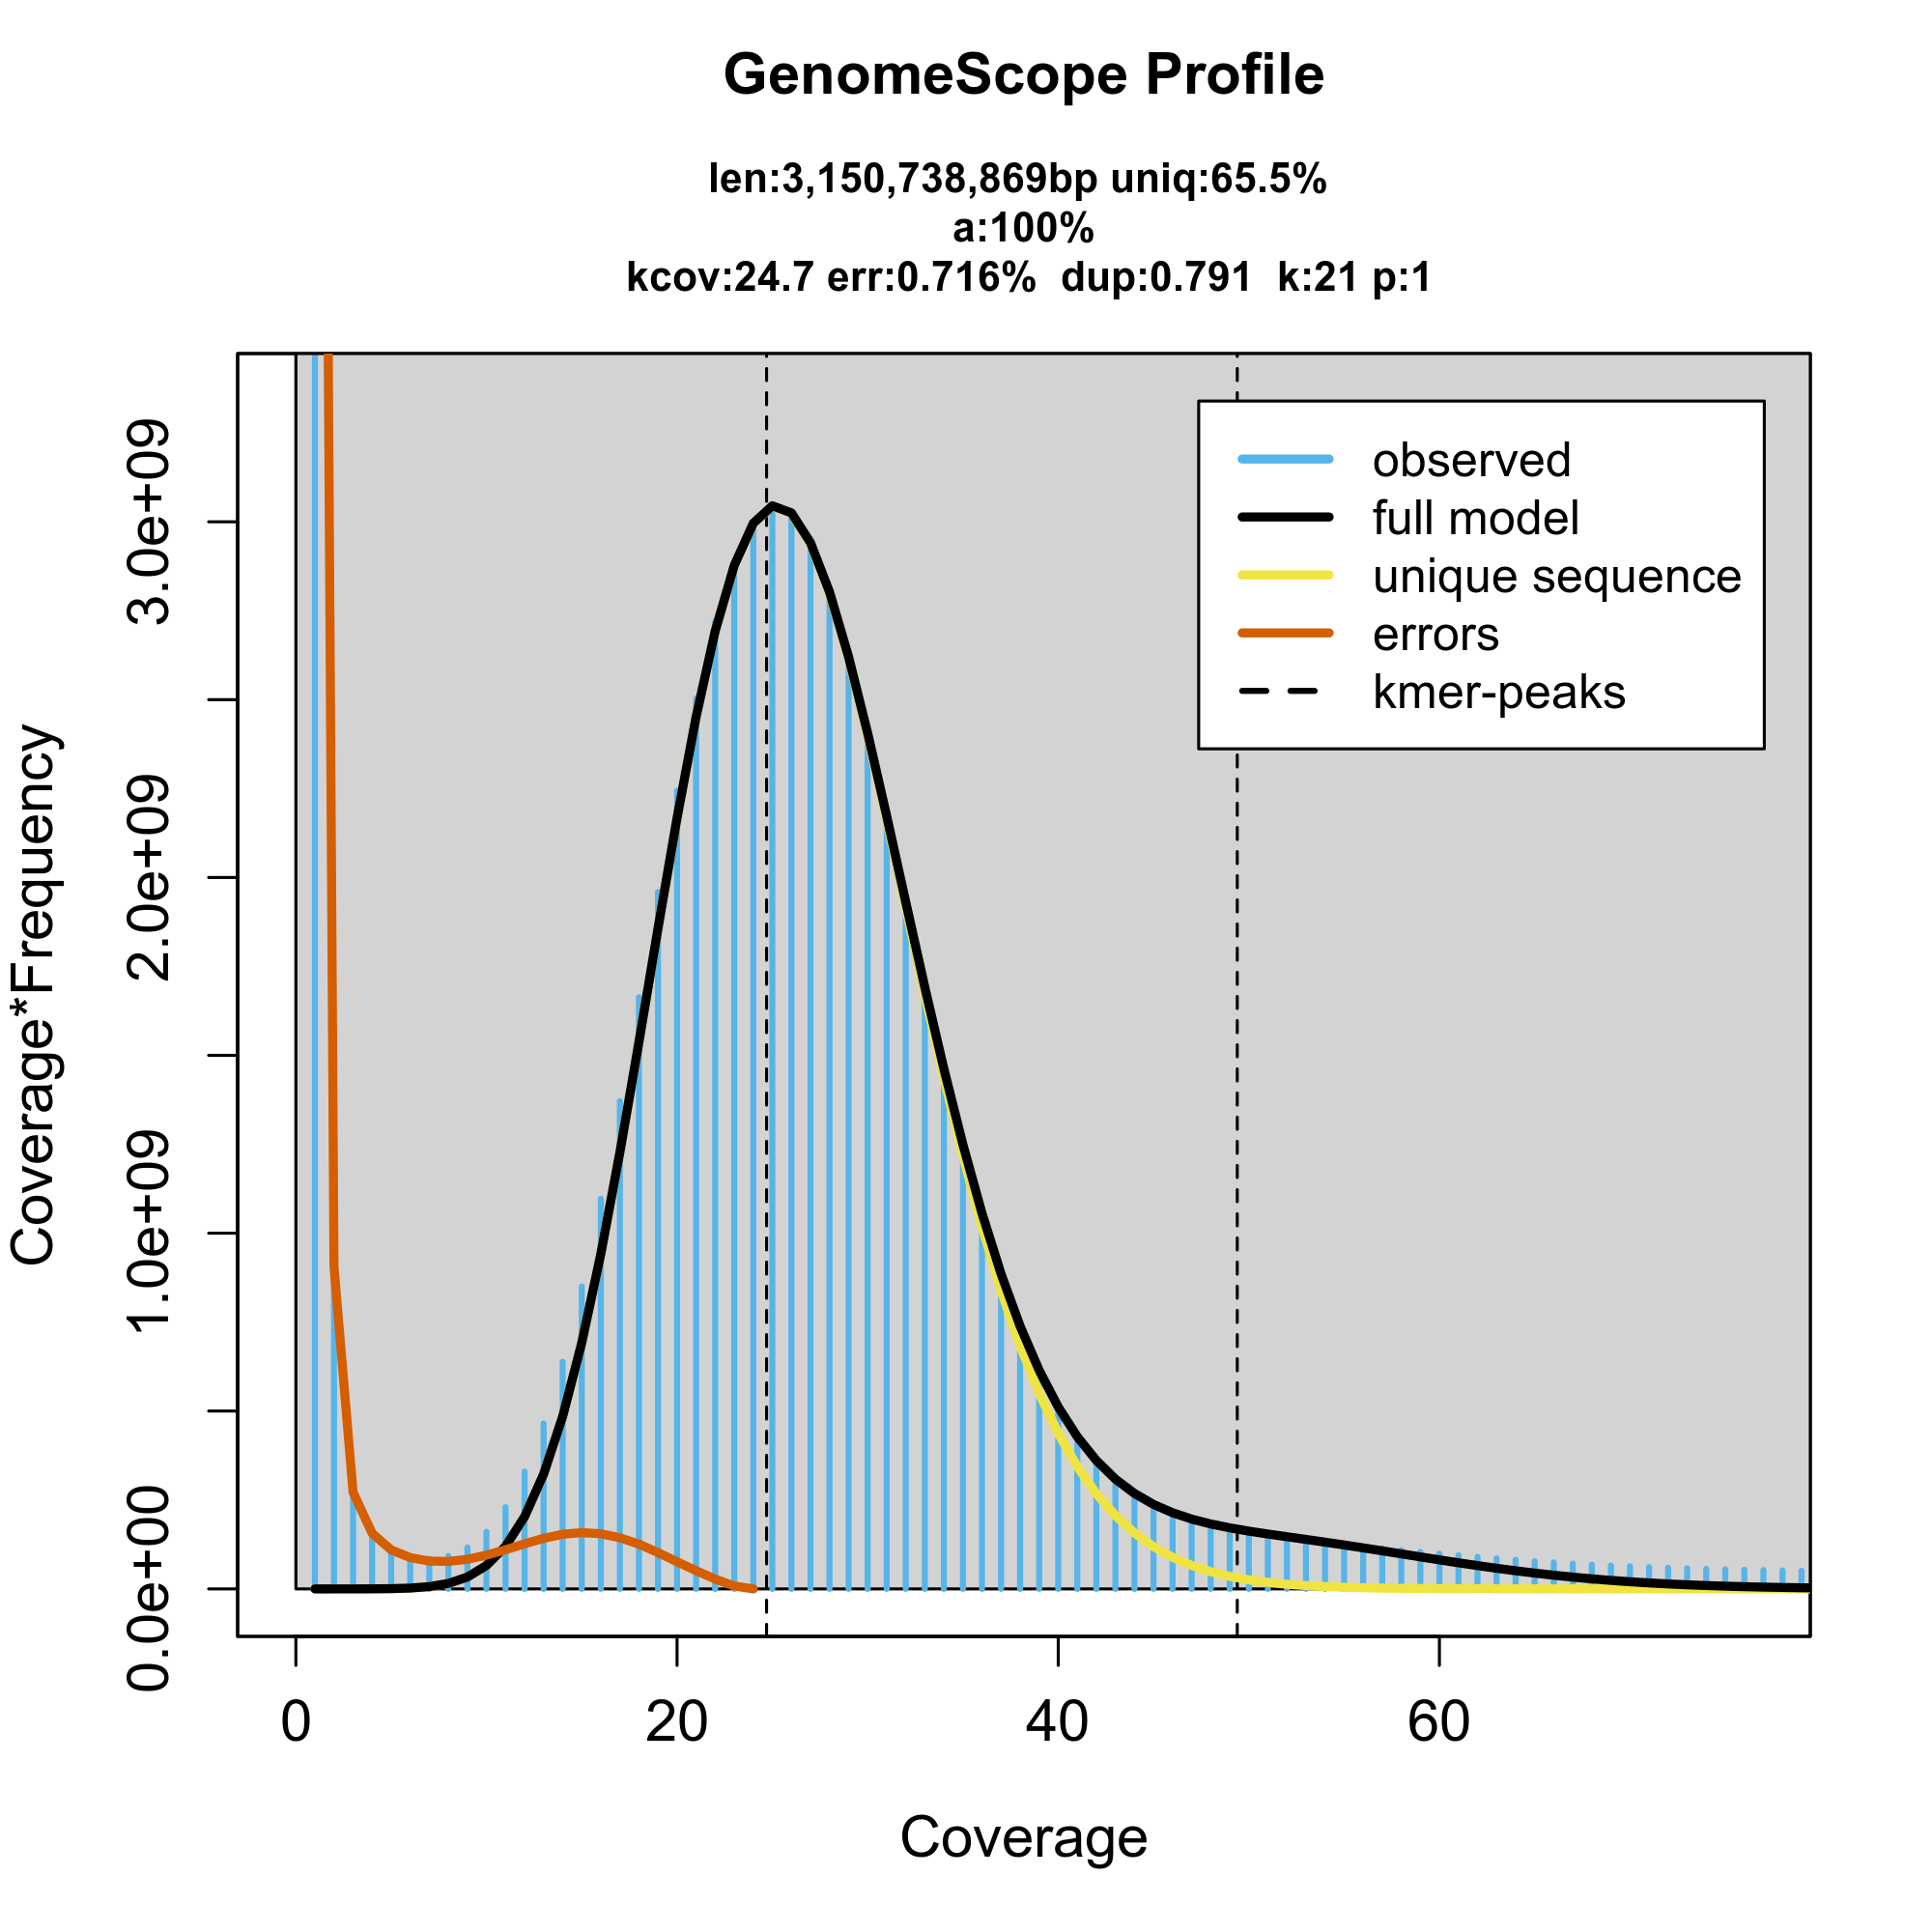 GenomeScope Profile
len:3,150,738,869bp uniq:65.5%
a:100%
kcov:24.7 err:0.716% dup:0.791 k:21 p:1
observed
full model
unique sequence
errors
kmer-peaks
Coverage*Frequency
3.0e+09
2.0e+09
1.0e+09
0.0e+00
0 20 40 60
Coverage